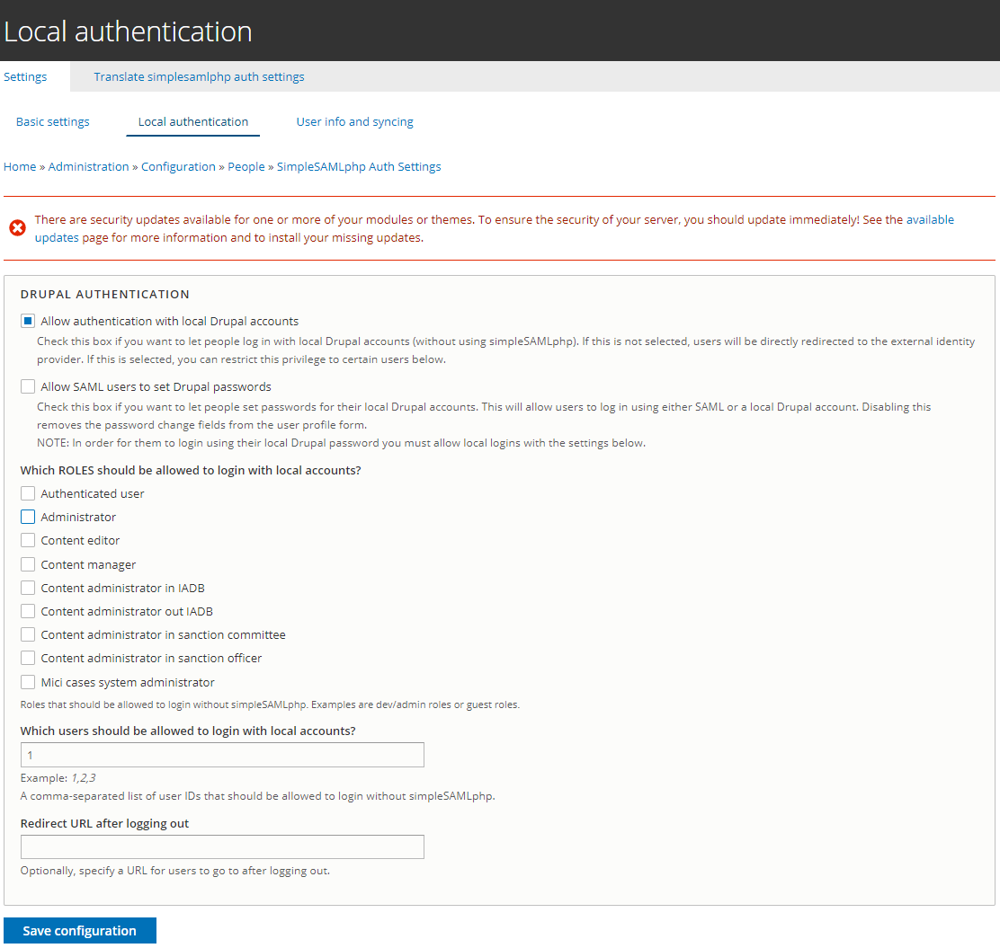 Local authentication
Settings
Translate simplesamlphp auth settings
Basic settings
Local authentication
User info and syncing
Home » Administration » Configuration » People » SimpleSAMLphp Auth Settings
There are security updates available for one or more of your modules or themes. To ensure the security of your server, you should update immediately! See the available
updates page for more information and to install your missing updates.
DRUPAL AUTHENTICATION
Allow authentication with local Drupal accounts
Check this box if you want to let people log in with local Drupal accounts (without using simpleSAMLphp). If this is not selected, users will be directly redirected to the external identity
provider. If this is selected, you can restrict this privilege to certain users below.
Allow SAML users to set Drupal passwords
Check this box if you want to let people set passwords for their local Drupal accounts. This will allow users to log in using either SAML or a local Drupal account. Disabling this
removes the password change fields from the user profile form.
NOTE: In order for them to login using their local Drupal password you must allow local logins with the settings below.
Which ROLES should be allowed to login with local accounts?
Authenticated user
Administrator
Content editor
Content manager
Content administrator in IADB
Content administrator out IADB
Content administrator in sanction committee
Content administrator in sanction officer
Mici cases system administrator
Roles that should be allowed to login without simpleSAMLphp. Examples are dev/admin roles or guest roles.
Which users should be allowed to login with local accounts?
1
Example: 1,2,3
A comma-separated list of user IDs that should be allowed to login without simpleSAMLphp.
Redirect URL after logging out
Optionally, specify a URL for users to go to after logging out.
Save configuration